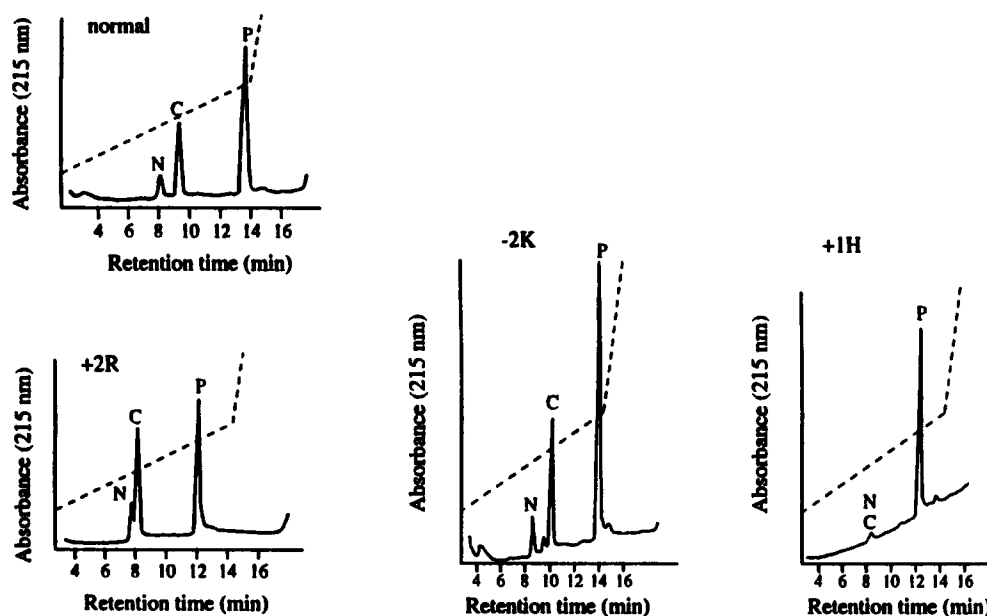 normal
P
C
N
Absorbance (215 nm)
4 6 8 10 12 14 16
Retention time (min)
+2R
P
C
N
Absorbance (215 nm)
4 6 8 10 12 14 16
Retention time (min)
-2K
P
C
N
Absorbance (215 nm)
4 6 8 10 12 14 16
Retention time (min)
+1H
P
N
C
Absorbance (215 nm)
4 6 8 10 12 14 16
Retention time (min)